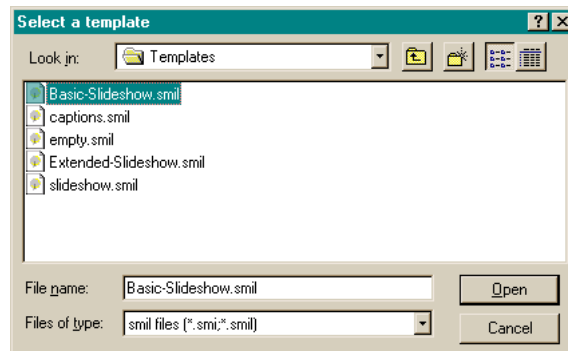 Select a template
Look in: Templates
Basic-Slideshow.smil
captions.smil
empty.smil
Extended-Slideshow.smil
slideshow.smil
File name: Basic-Slideshow.smil Open
Files of type: smil files (*.smi;*.smil) Cancel